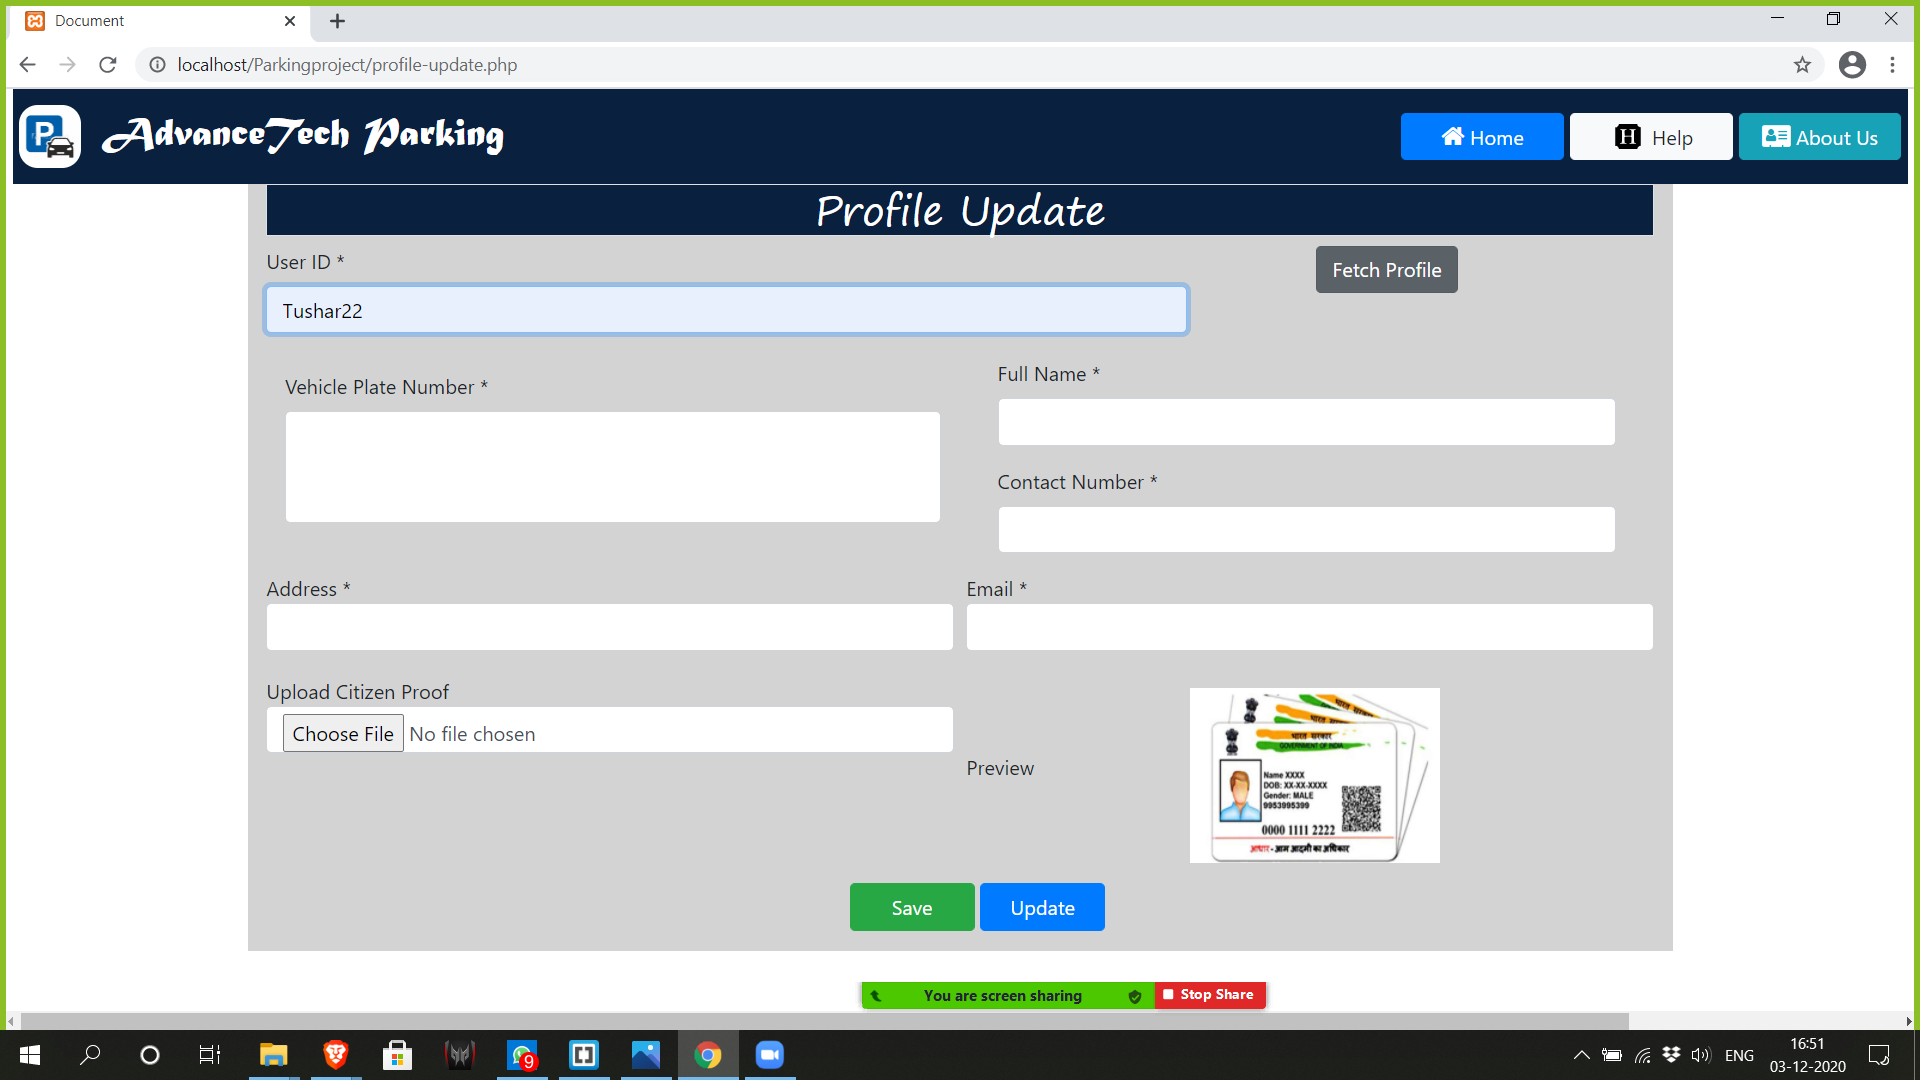 Document
localhost/Parkingproject/profile-update.php
P
AdvanceTech Parking
Home
H Help
About Us
Profile Update
User ID *
Fetch Profile
Tushar22
Vehicle Plate Number *
Full Name *
Contact Number *
Address *
Email *
Upload Citizen Proof
Choose File No file chosen
Preview
भारत सरकार
GOVERNMENT OF INDIA
Name XXXX
DOB: XX-XX-XXXX
Gender: MALE
9953995399
0000 1111 2222
आधार - आम आदमी का अधिकार
Save
Update
You are screen sharing
Stop Share
9
ENG
16:51
03-12-2020